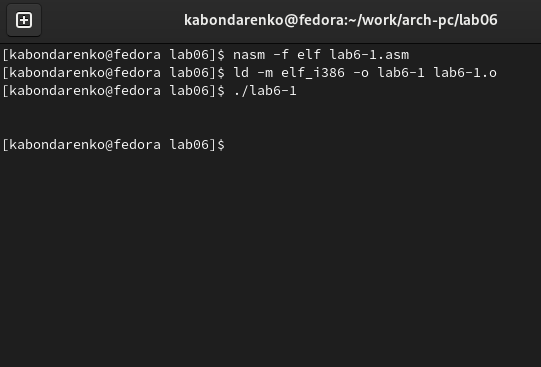 kabondarenko@fedora:~/work/arch-pc/lab06
[kabondarenko@fedora lab06]$ nasm -f elf lab6-1.asm
[kabondarenko@fedora lab06]$ ld -m elf_i386 -o lab6-1 lab6-1.o
[kabondarenko@fedora lab06]$ ./lab6-1
[kabondarenko@fedora lab06]$